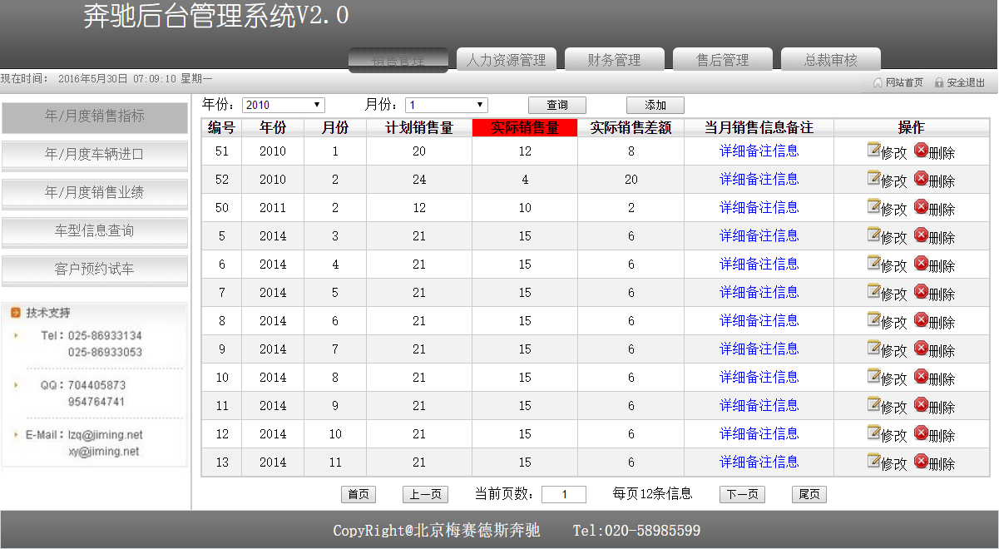 奔驰后台管理系统V2.0
销售管理 人力资源管理 财务管理 售后管理 总裁审核
现在时间： 2016年5月30日 07:09:10 星期一 网站首页 安全退出
年/月度销售指标
年/月度车辆进口
年/月度销售业绩
车型信息查询
客户预约试车
技术支持
Tel：025-86933134
025-86933053
QQ：704405873
954764741
E-Mail：lzq@jiming.net
xy@jiming.net
年份： 2010 月份： 1 查询 添加
编号 年份 月份 计划销售量 实际销售量 实际销售差额 当月销售信息备注 操作
51 2010 1 20 12 8 详细备注信息 修改 删除
52 2010 2 24 4 20 详细备注信息 修改 删除
50 2011 2 12 10 2 详细备注信息 修改 删除
5 2014 3 21 15 6 详细备注信息 修改 删除
6 2014 4 21 15 6 详细备注信息 修改 删除
7 2014 5 21 15 6 详细备注信息 修改 删除
8 2014 6 21 15 6 详细备注信息 修改 删除
9 2014 7 21 15 6 详细备注信息 修改 删除
10 2014 8 21 15 6 详细备注信息 修改 删除
11 2014 9 21 15 6 详细备注信息 修改 删除
12 2014 10 21 15 6 详细备注信息 修改 删除
13 2014 11 21 15 6 详细备注信息 修改 删除
首页 上一页 当前页数： 1 每页12条信息 下一页 尾页
CopyRight@北京梅赛德斯奔驰 Tel:020-58985599